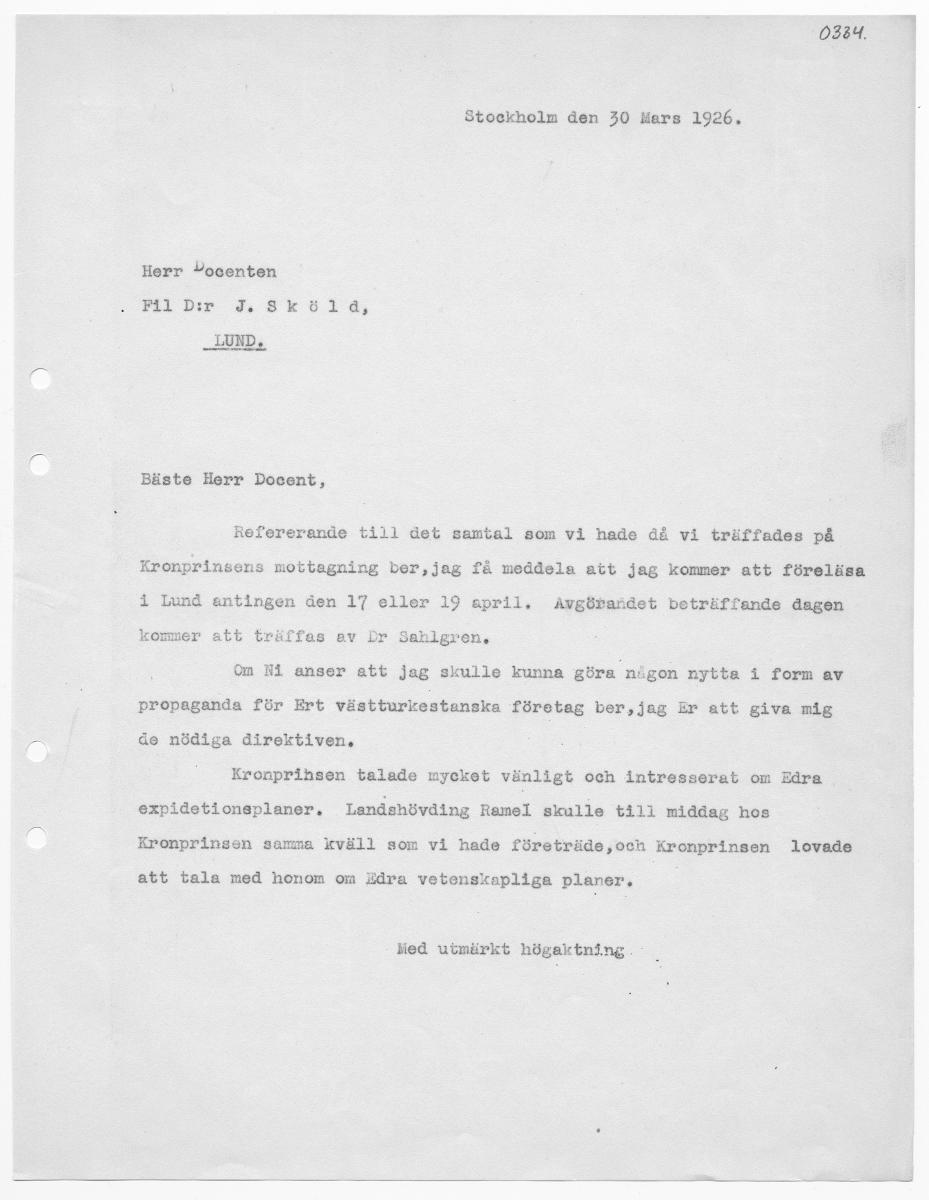 0334.
Stockholm den 30 Mars 1926.
Herr Docenten
Fil D:r J. S k ö l d,
LUND.
Bäste Herr Docent,
Refererande till det samtal som vi hade då vi träffades på
Kronprinsens mottagning ber,jag få meddela att jag kommer att föreläsa
i Lund antingen den 17 eller 19 april. Avgörandet beträffande dagen
kommer att träffas av Dr Sahlgren.
Om Ni anser att jag skulle kunna göra någon nytta i form av
propaganda för Ert västturkestanska företag ber,jag Er att giva mig
de nödiga direktiven.
Kronprinsen talade mycket vänligt och intresserat om Edra
expidetionsplaner. Landshövding Ramel skulle till middag hos
Kronprinsen samma kväll som vi hade företräde,och Kronprinsen lovade
att tala med honom om Edra vetenskapliga planer.
Med utmärkt högaktning